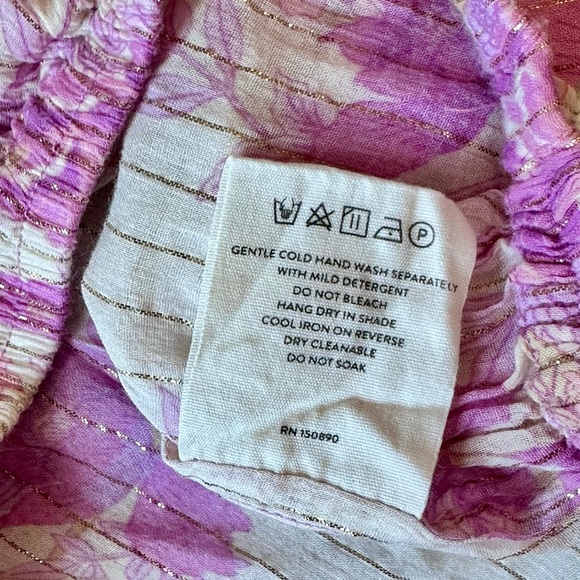 P
GENTLE COLD HAND WASH SEPARATELY
WITH MILD DETERGENT
DO NOT BLEACH
HANG DRY IN SHADE
COOL IRON ON REVERSE
DRY CLEANABLE
DO NOT SOAK
RN 150890